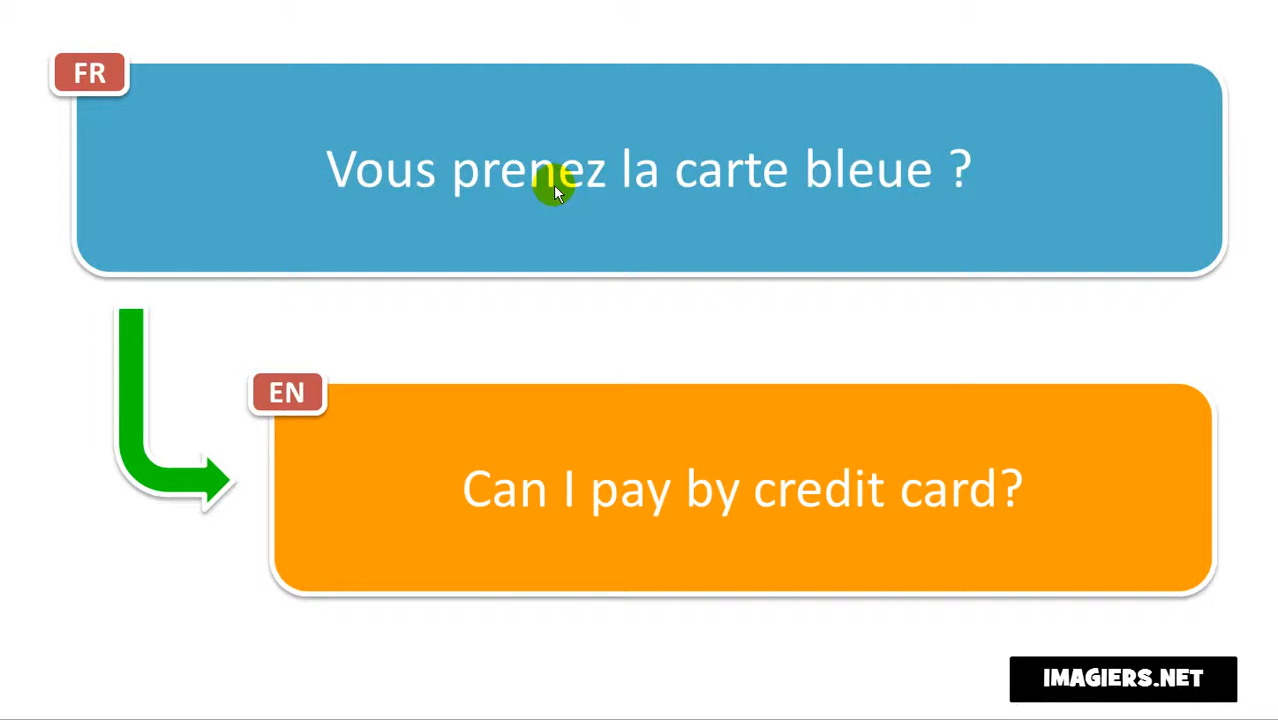 FR
Vous prenez la carte bleue ?
EN
Can I pay by credit card?
IMAGIERS.NET